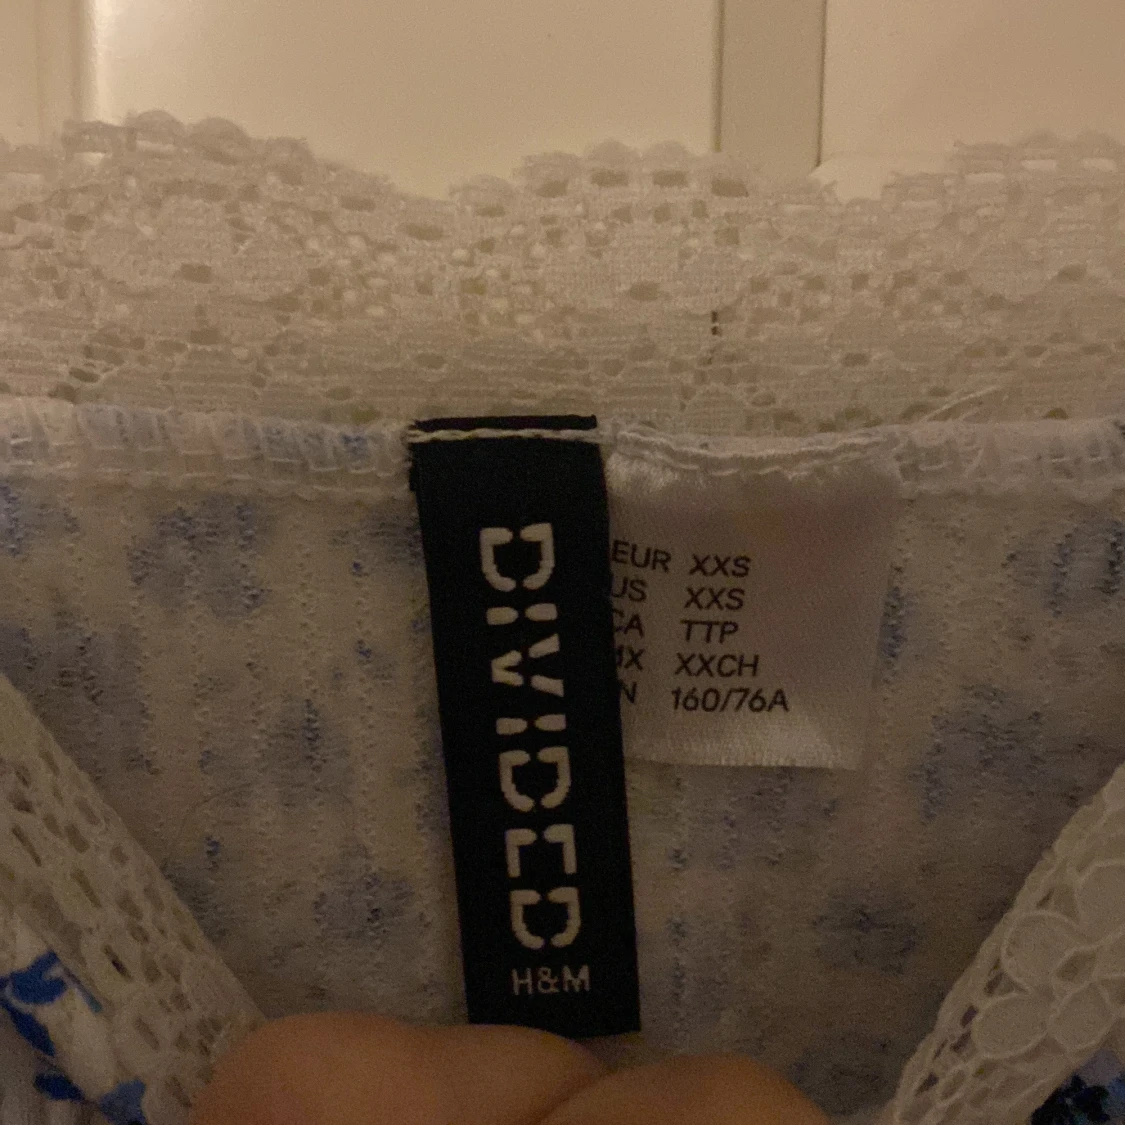 DIVIDED
H&M
EUR XXS
US XXS
CA TTP
MX XXCH
160/76A